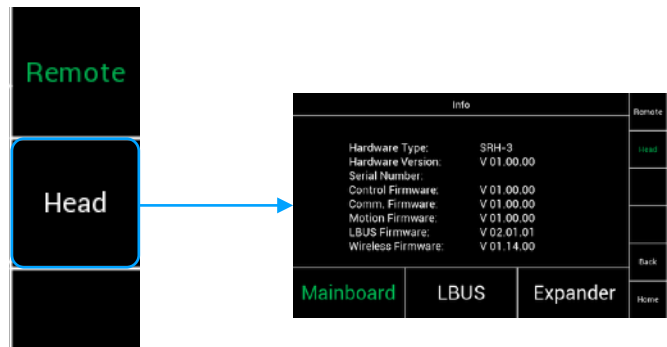 Remote
Head
Info
Hardware Type: SRH-3
Hardware Version: V 01.00.00
Serial Number:
Control Firmware: V 01.00.00
Comm. Firmware: V 01.00.00
Motion Firmware: V 01.00.00
LBUS Firmware: V 02.01.01
Wireless Firmware: V 01.14.00
Mainboard LBUS Expander
Remote
Head
Back
Home